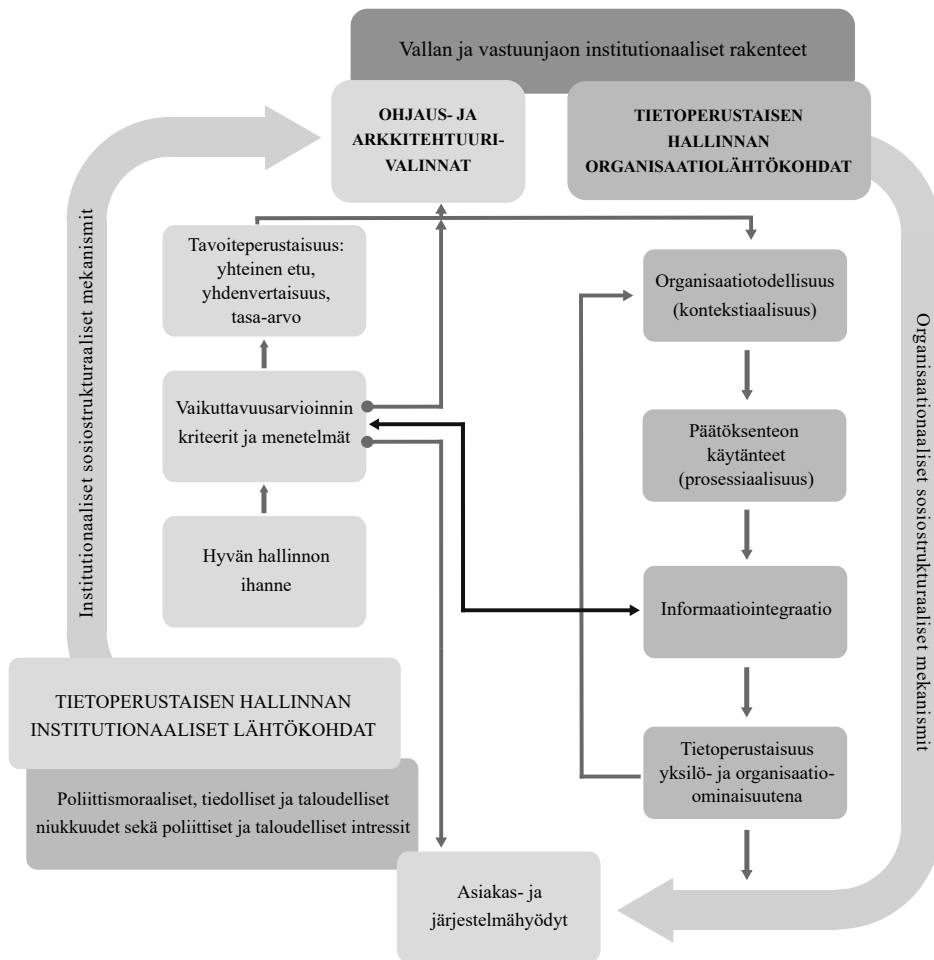 Vallan ja vastuunjaon institutionaaliset rakenteet
OHJAUS- JA
ARKKITEHTUURI-
VALINNAT
TIETOPERUSTAISEN
HALLINNAN
ORGANISAATIOLÄHTÖKOHDAT
Institutionaaliset sosiostrukturaaliset mekanismit
Tavoiteperustaisuus:
yhteinen etu,
yhdenvertaisuus,
tasa-arvo
Vaikuttavuusarvioinnin
kriteerit ja menetelmät
Hyvän hallinnon
ihanne
Organisaatiotodellisuus
(kontekstiaalisuus)
Päätöksenteon
käytänteet
(prosessiaalisuus)
Informaatiointegraatio
Tietoperustaisuus
yksilö- ja organisaatio-
ominaisuutena
Organisaationaaliset sosiostrukturaaliset mekanismit
TIETOPERUSTAISEN HALLINNAN
INSTITUTIONAALISET LÄHTÖKOHDAT
Poliittismoraaliset, tiedolliset ja taloudelliset
niukkuudet sekä poliittiset ja taloudelliset intressit
Asiakas- ja
järjestelmähyödyt